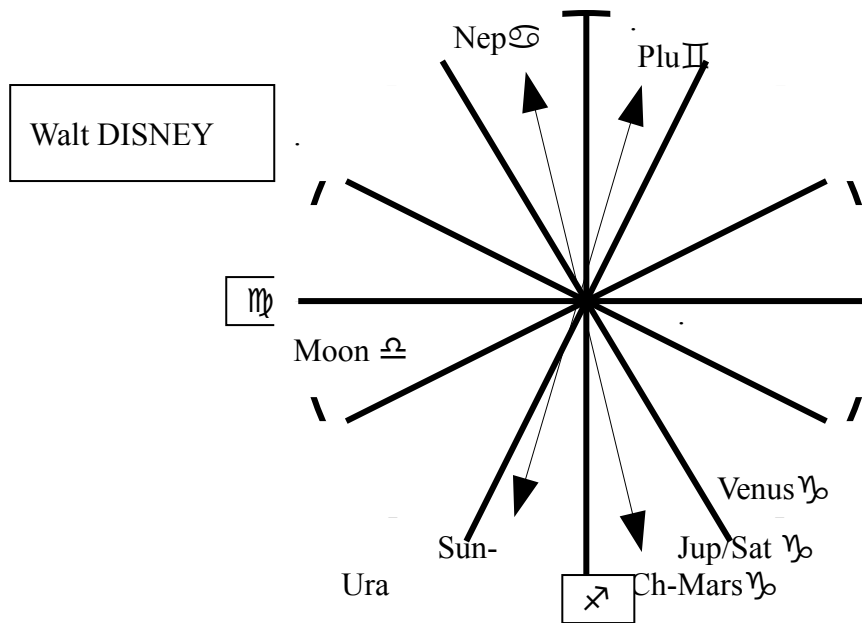 Nep♋
Plu♊
Walt DISNEY
♍
Moon ♎
Venus♑
Sun-
Jup/Sat ♑
Ura
♐
Ch-Mars♑